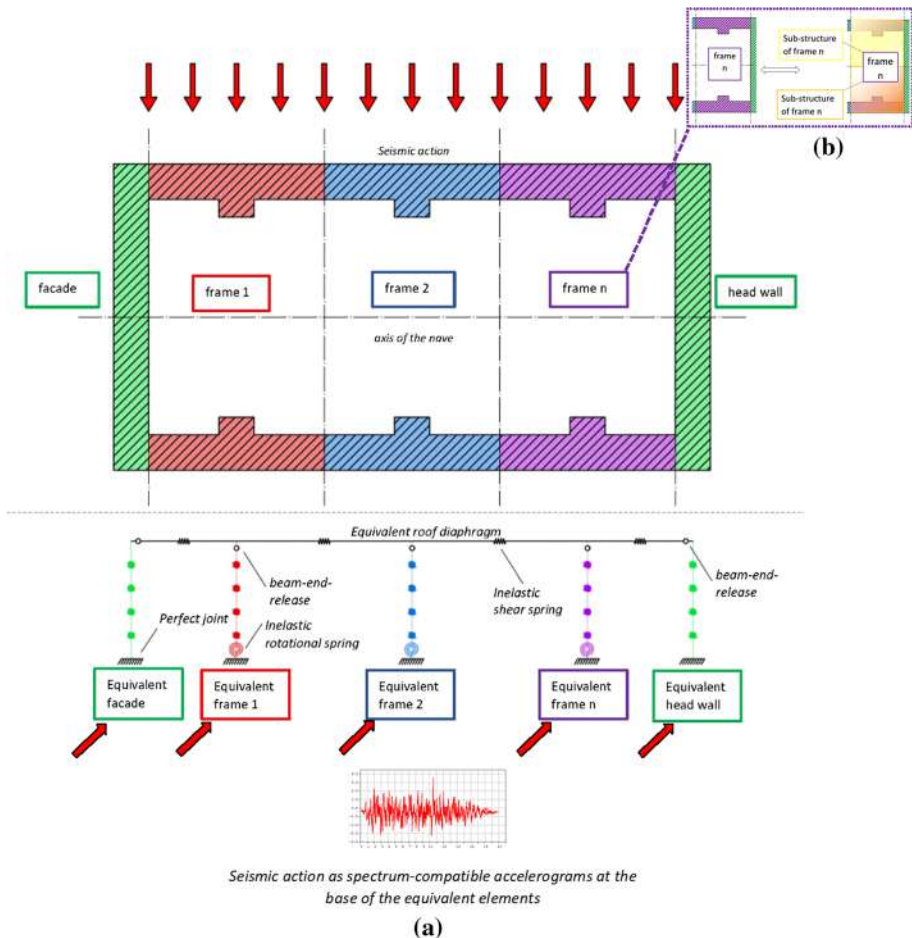 Sub-structure
of frame n
frame
n
frame
n
Sub-structure
of frame n
(b)
Seismic action
facade
frame 1
frame 2
frame n
head wall
axis of the nave
Equivalent roof diaphragm
beam-end-
release
Inelastic
shear spring
beam-end-
release
Perfect joint
Inelastic
rotational spring
Equivalent
facade
Equivalent
frame 1
Equivalent
frame 2
Equivalent
frame n
Equivalent
head wall
Seismic action as spectrum-compatible accelerograms at the
base of the equivalent elements
(a)